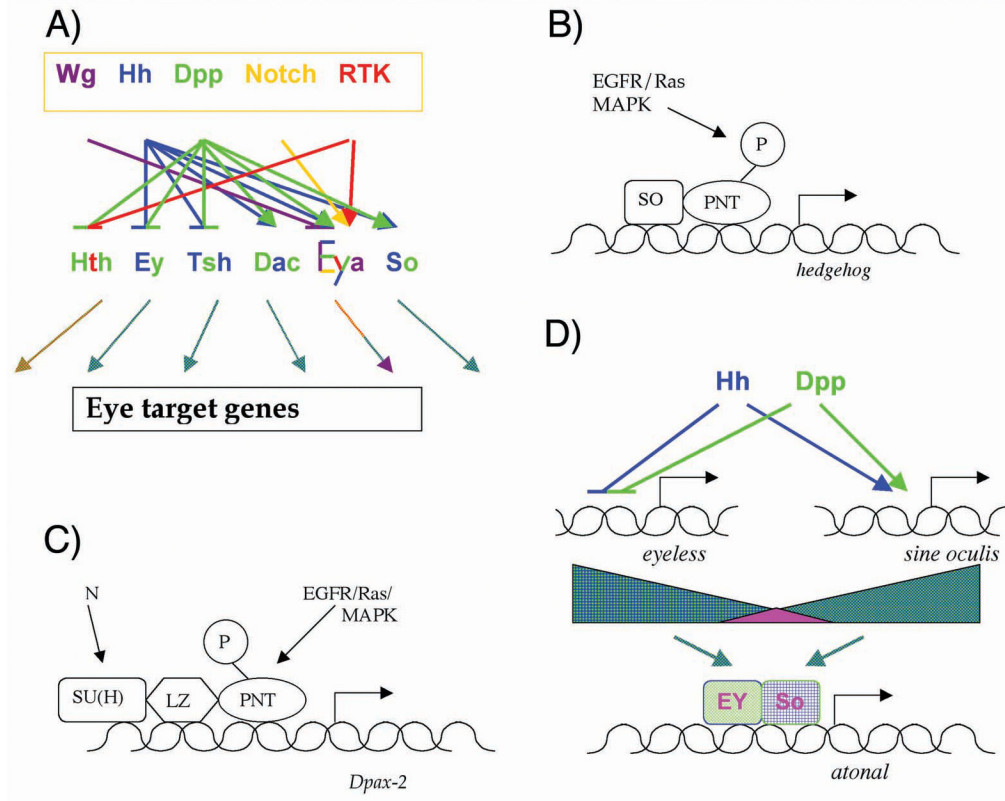 A)
Wg Hh Dpp Notch RTK
Hth Ey Tsh Dac Eya So
Eye target genes
B)
EGFR/Ras
MAPK
P
SO PNT
hedgehog
C)
N
EGFR/Ras/
MAPK
P
SU(H) LZ PNT
Dpax-2
D)
Hh Dpp
eyeless sine oculis
EY So
atonal